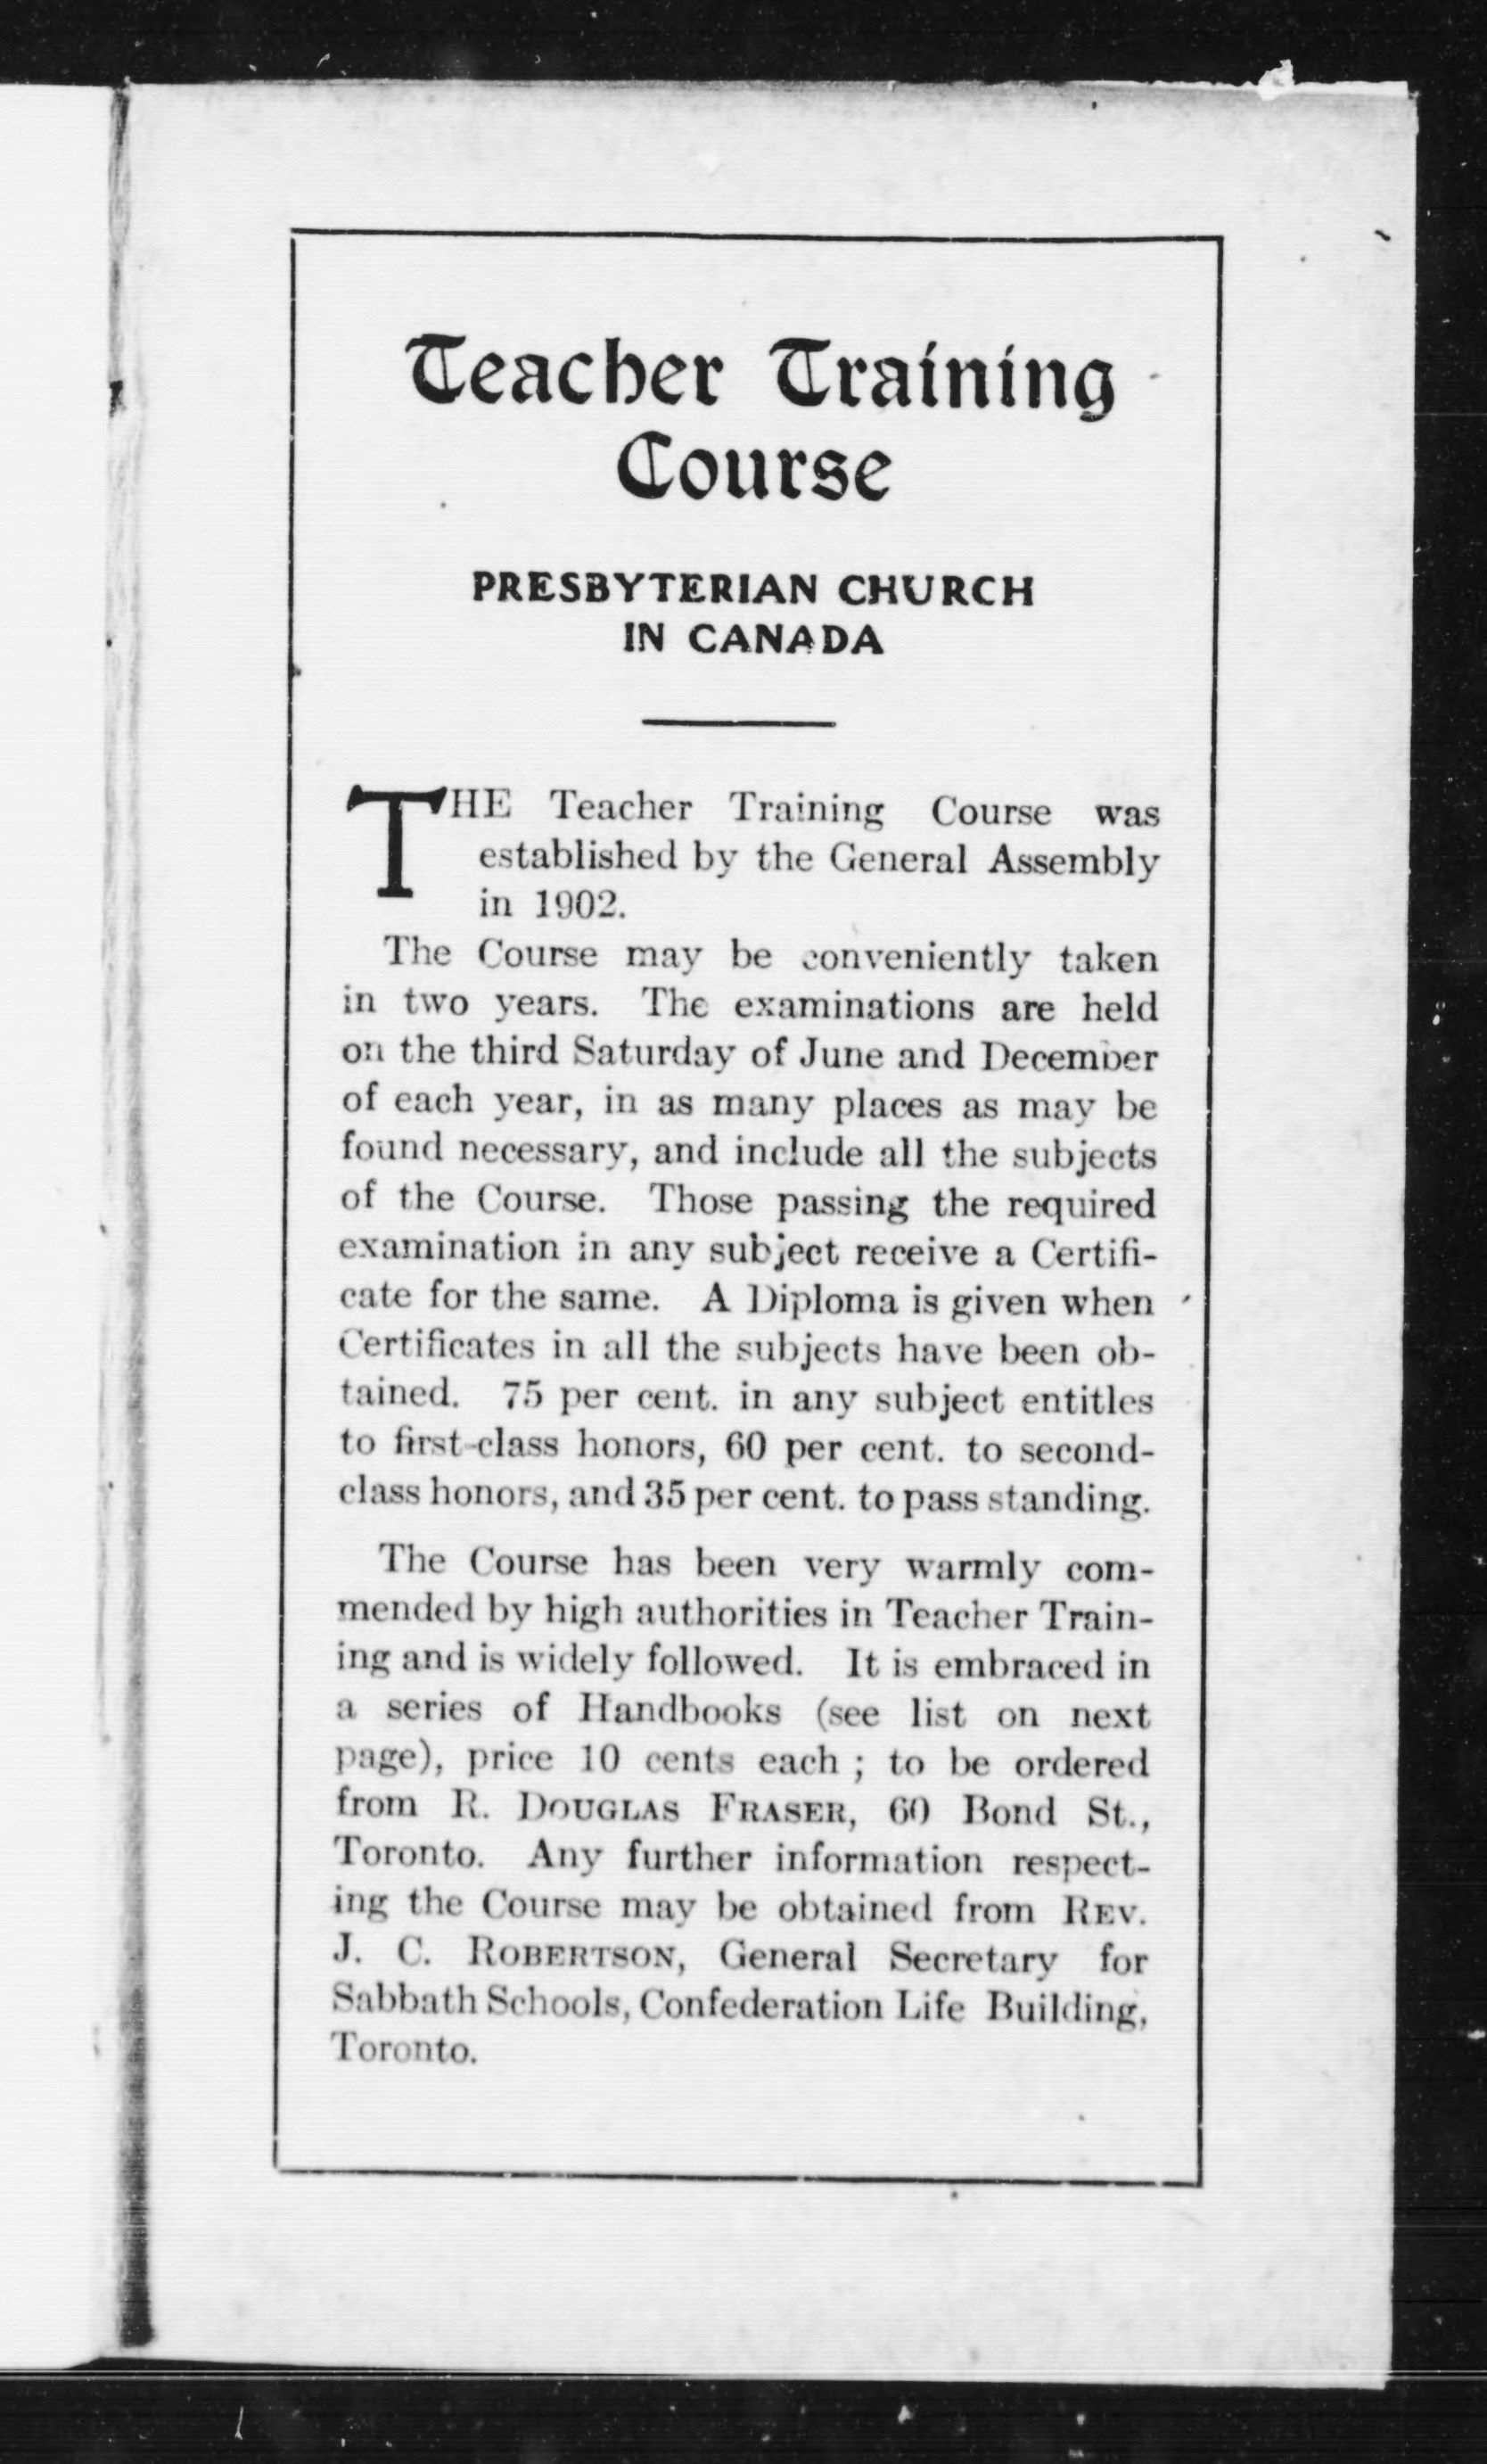 Teacher Training
Course
PRESBYTERIAN CHURCH
IN CANADA
THE Teacher Training Course was
established by the General Assembly
in 1902.
The Course may be conveniently taken
in two years. The examinations are held
on the third Saturday of June and December
of each year, in as many places as may be
found necessary, and include all the subjects
of the Course. Those passing the required
examination in any subject receive a Certifi-
cate for the same. A Diploma is given when
Certificates in all the subjects have been ob-
tained. 75 per cent. in any subject entitles
to first-class honors, 60 per cent. to second-
class honors, and 35 per cent. to pass standing.
The Course has been very warmly com-
mended by high authorities in Teacher Train-
ing and is widely followed. It is embraced in
a series of Handbooks (see list on next
page), price 10 cents each ; to be ordered
from R. DOUGLAS FRASER, 60 Bond St.,
Toronto. Any further information respect-
ing the Course may be obtained from REV.
J. C. ROBERTSON, General Secretary for
Sabbath Schools, Confederation Life Building,
Toronto.